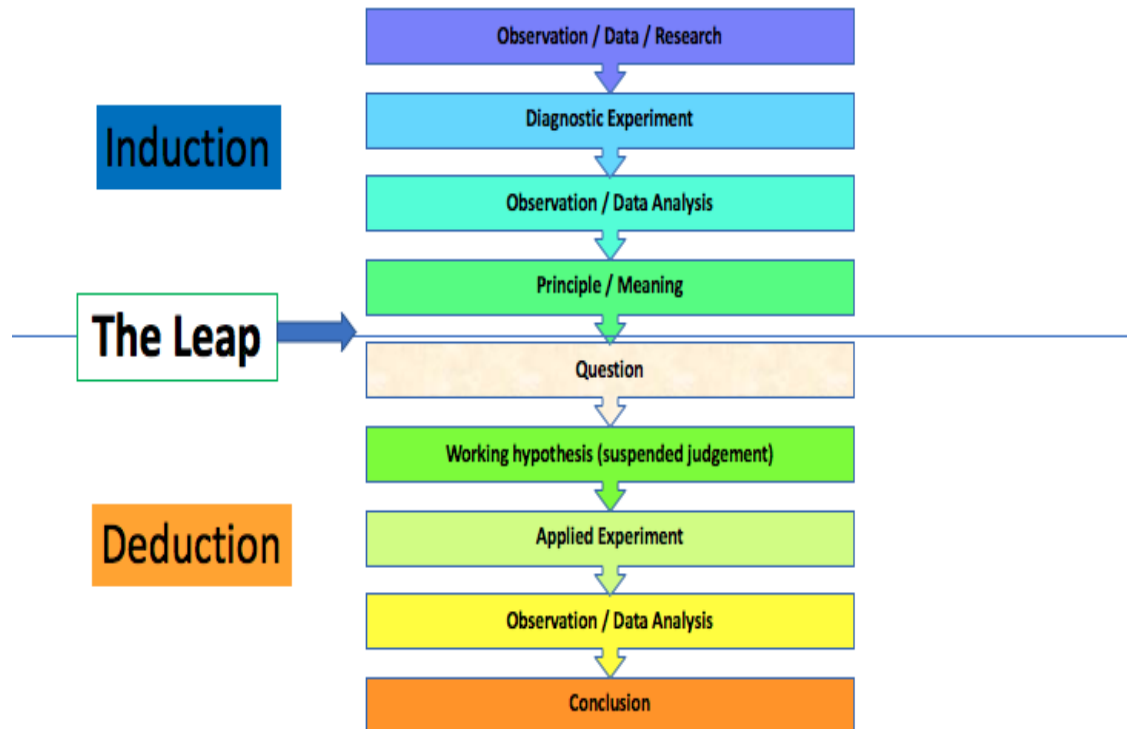 Observation / Data / Research
Diagnostic Experiment
Induction
Observation / Data Analysis
Principle / Meaning
The Leap
Question
Working hypothesis (suspended judgement)
Deduction
Applied Experiment
Observation / Data Analysis
Conclusion